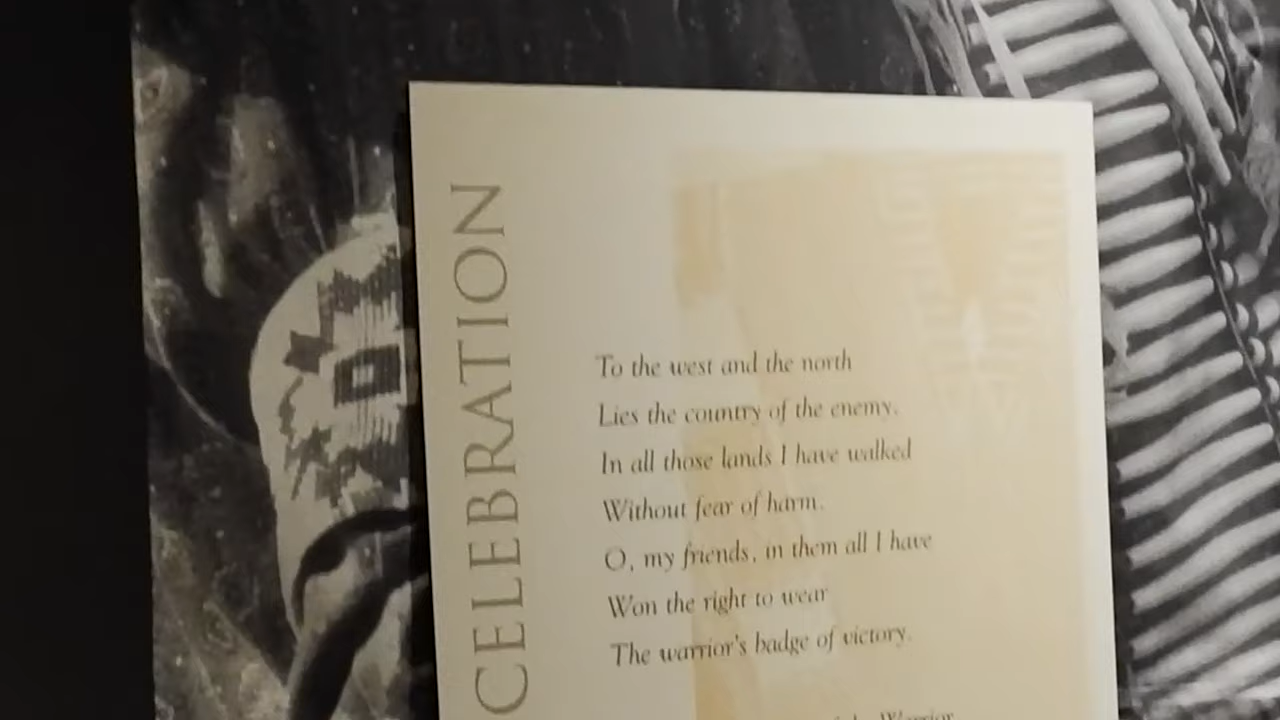 CELEBRATION
To the west and the north
Lies the country of the enemy.
In all those lands I have walked
Without fear of harm.
O, my friends, in them all I have
Won the right to wear
The warrior's badge of victory.
Warrior